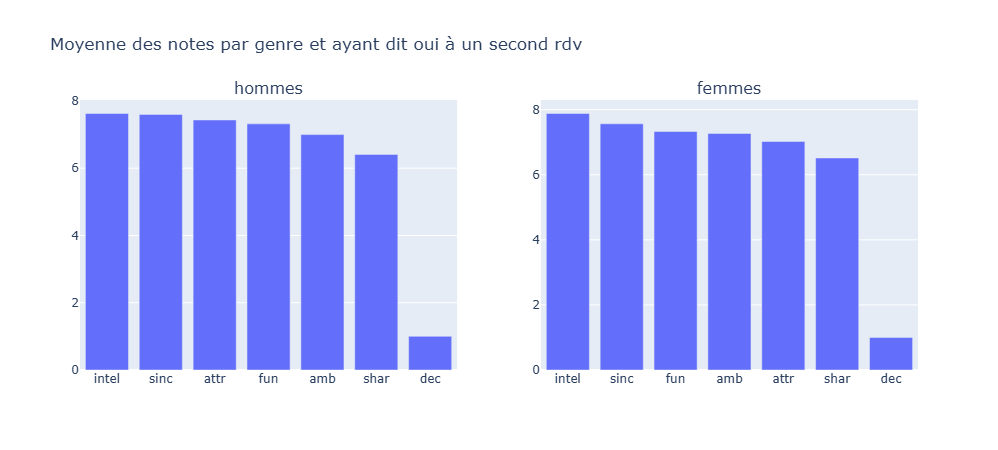 Moyenne des notes par genre et ayant dit oui à un second rdv
hommes
8
6
4
2
0
intel sinc attr fun amb shar dec
femmes
8
6
4
2
0
intel sinc fun amb attr shar dec